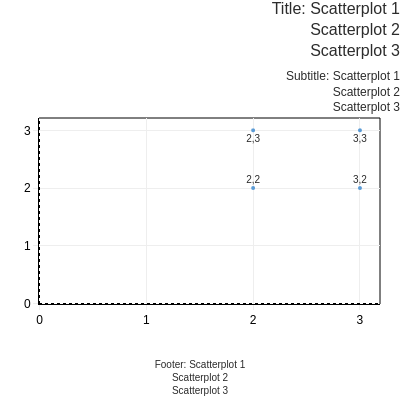 Title: Scatterplot 1
Scatterplot 2
Scatterplot 3
Subtitle: Scatterplot 1
Scatterplot 2
Scatterplot 3
3
2,3 3,3
2,2 3,2
2
1
0
0 1 2 3
Footer: Scatterplot 1
Scatterplot 2
Scatterplot 3